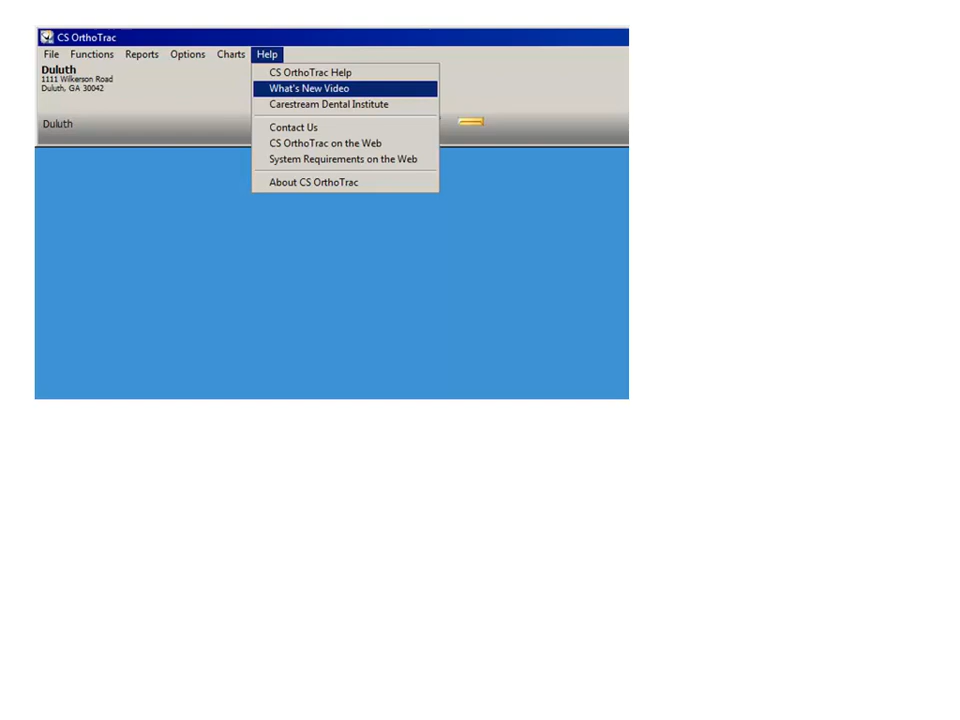 CS OrthoTrac
File Functions Reports Options Charts Help
Duluth
1111 Wilkerson Road
Duluth, GA 30042
Duluth
CS OrthoTrac Help
What's New Video
Carestream Dental Institute
Contact Us
CS OrthoTrac on the Web
System Requirements on the Web
About CS OrthoTrac